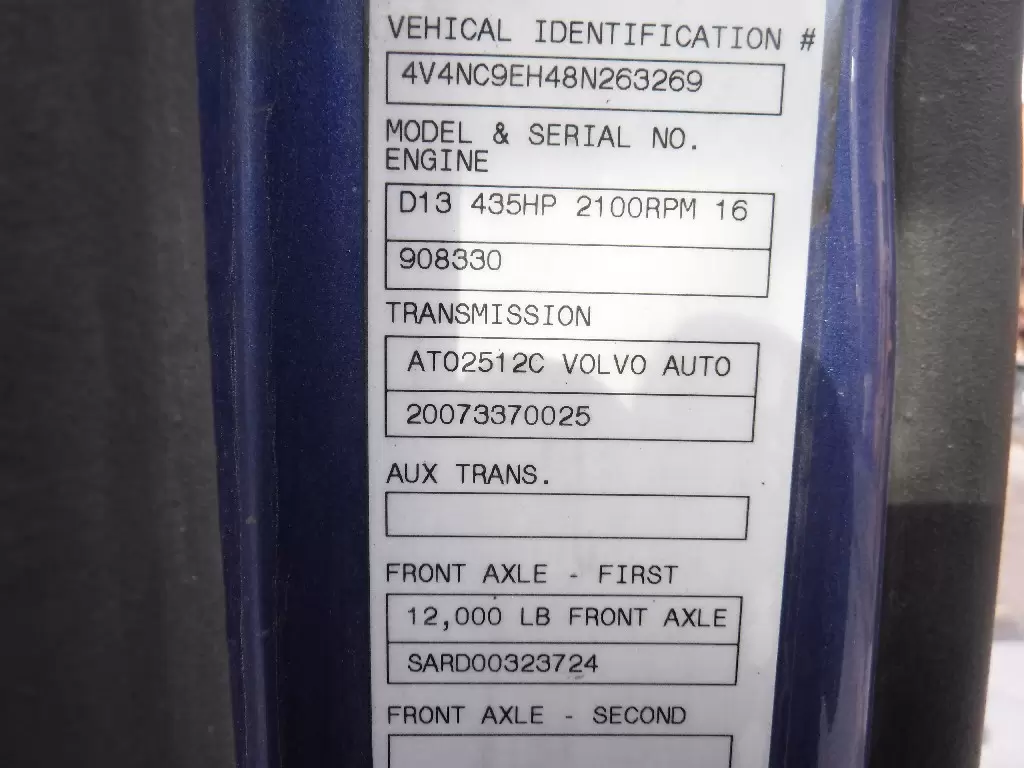 VEHICAL IDENTIFICATION #
4V4NC9EH48N263269
MODEL & SERIAL NO.
ENGINE
D13 435HP 2100RPM 16
908330
TRANSMISSION
ATO2512C VOLVO AUTO
20073370025
AUX TRANS.
FRONT AXLE - FIRST
12,000 LB FRONT AXLE
SARD00323724
FRONT AXLE - SECOND